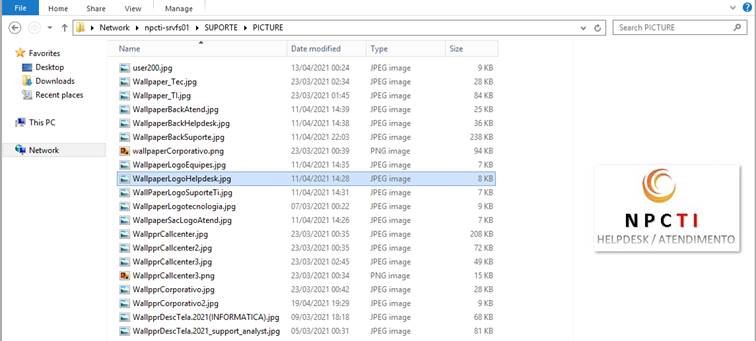 File Home Share View Manage
Network npcti-srvfs01 SUPORTE PICTURE Search PICTURE
Favorites
Desktop
Downloads
Recent places
This PC
Network
Name Date modified Type Size
user200.jpg 13/04/2021 00:24 JPEG image 9 KB
Wallpaper_Tec.jpg 23/03/2021 02:34 JPEG image 28 KB
Wallpaper_TI.jpg 23/03/2021 01:45 JPEG image 84 KB
WallpaperBackAtend.jpg 11/04/2021 14:39 JPEG image 25 KB
WallpaperBackHelpdesk.jpg 11/04/2021 14:38 JPEG image 36 KB
WallpaperBackSuporte.jpg 11/04/2021 22:03 JPEG image 238 KB
wallpaperCorporativo.png 23/03/2021 00:39 PNG image 94 KB
WallpaperLogoEquipes.jpg 11/04/2021 14:35 JPEG image 7 KB
WallpaperLogoHelpdesk.jpg 11/04/2021 14:28 JPEG image 8 KB
WallPaperLogoSuporteTi.jpg 11/04/2021 14:31 JPEG image 7 KB
WallpaperLogotecnologia.jpg 07/03/2021 00:22 JPEG image 9 KB
WallpaperSacLogoAtend.jpg 11/04/2021 14:26 JPEG image 7 KB
WallpprCallcenter.jpg 23/03/2021 00:35 JPEG image 208 KB
WallpprCallcenter2.jpg 23/03/2021 00:35 JPEG image 72 KB
WallpprCallcenter3.jpg 23/03/2021 02:45 JPEG image 49 KB
WallpprCallcenter3.png 23/03/2021 00:34 PNG image 15 KB
WallpprCorporativo.jpg 23/03/2021 00:42 JPEG image 28 KB
WallpprCorporativo2.jpg 19/04/2021 19:29 JPEG image 9 KB
WallpprDescTela.2021(INFORMATICA).jpg 09/03/2021 18:18 JPEG image 68 KB
WallpprDescTela.2021_support_analyst.jpg 05/03/2021 00:31 JPEG image 81 KB
NPCTI
HELPDESK / ATENDIMENTO